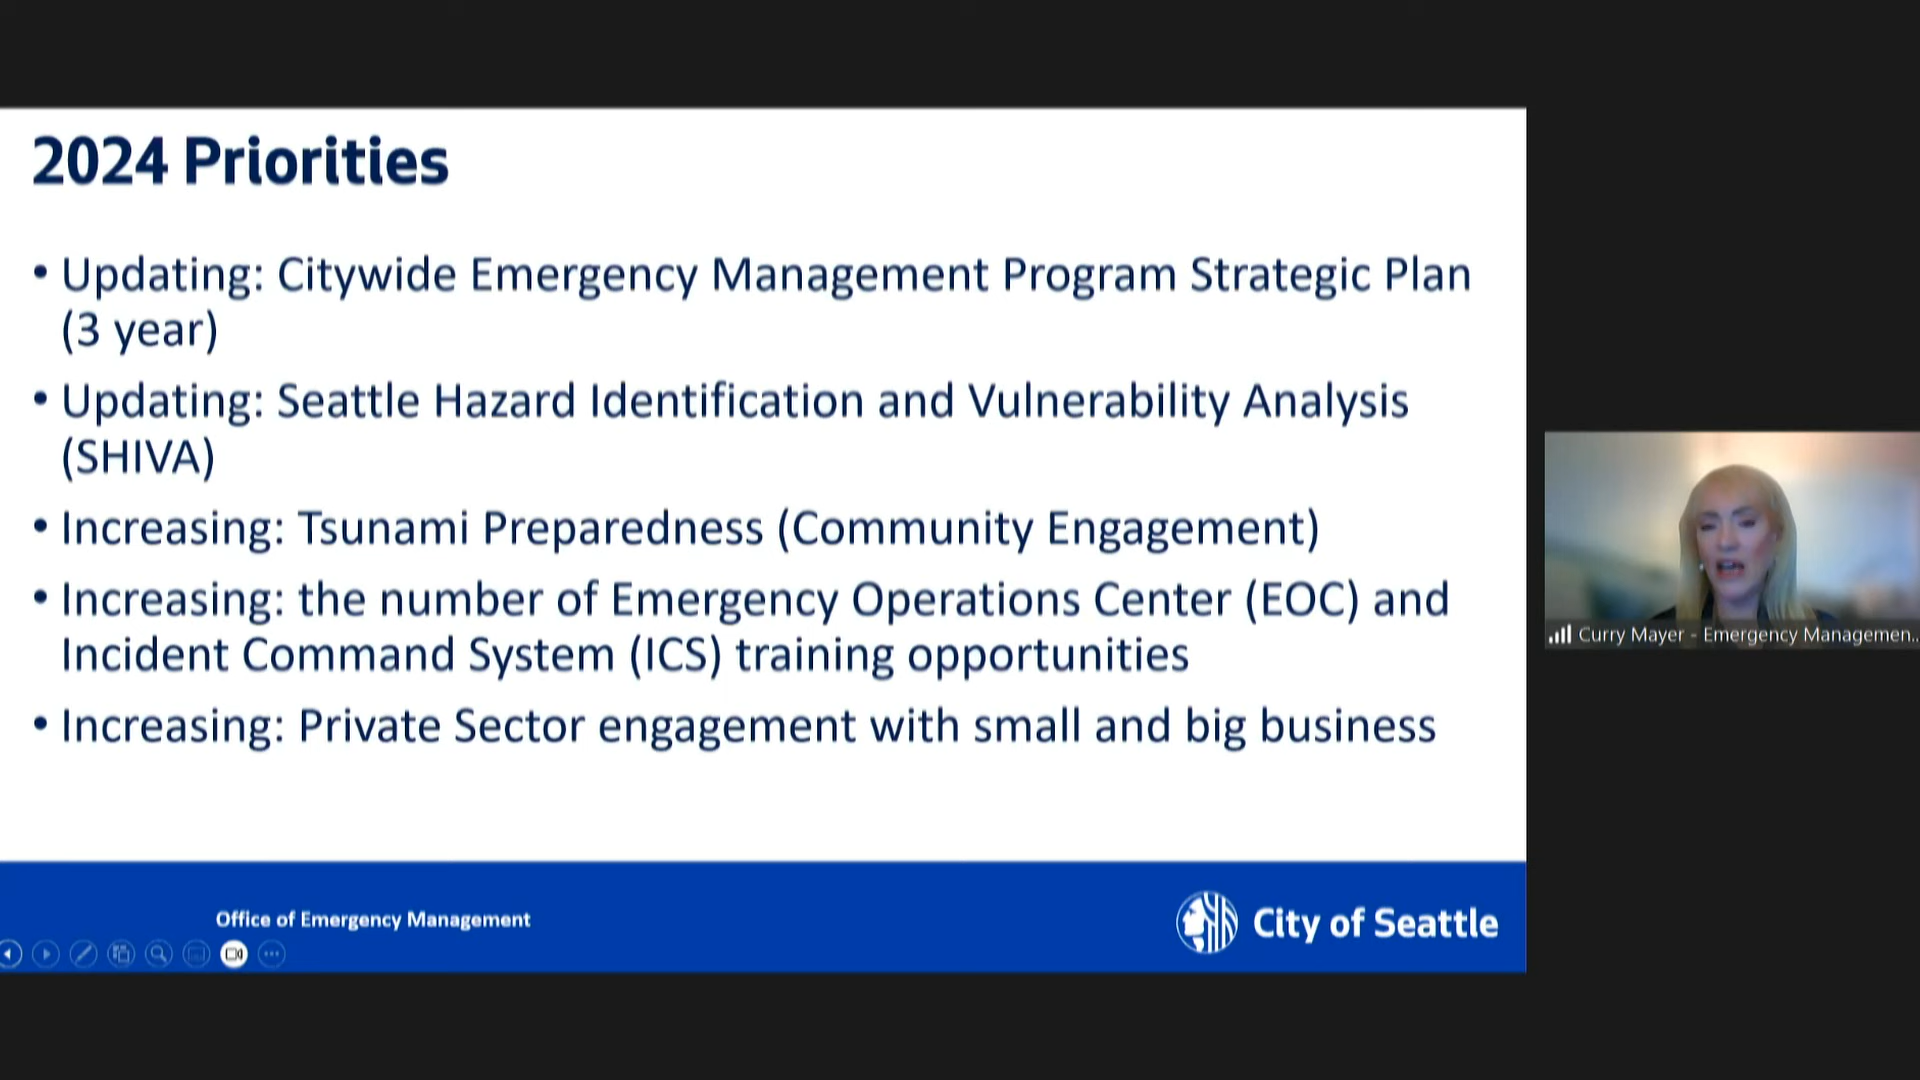 2024 Priorities
• Updating: Citywide Emergency Management Program Strategic Plan
(3 year)
• Updating: Seattle Hazard Identification and Vulnerability Analysis
(SHIVA)
• Increasing: Tsunami Preparedness (Community Engagement)
• Increasing: the number of Emergency Operations Center (EOC) and
Incident Command System (ICS) training opportunities
• Increasing: Private Sector engagement with small and big business
Curry Mayer - Emergency Managemen...
Office of Emergency Management
City of Seattle